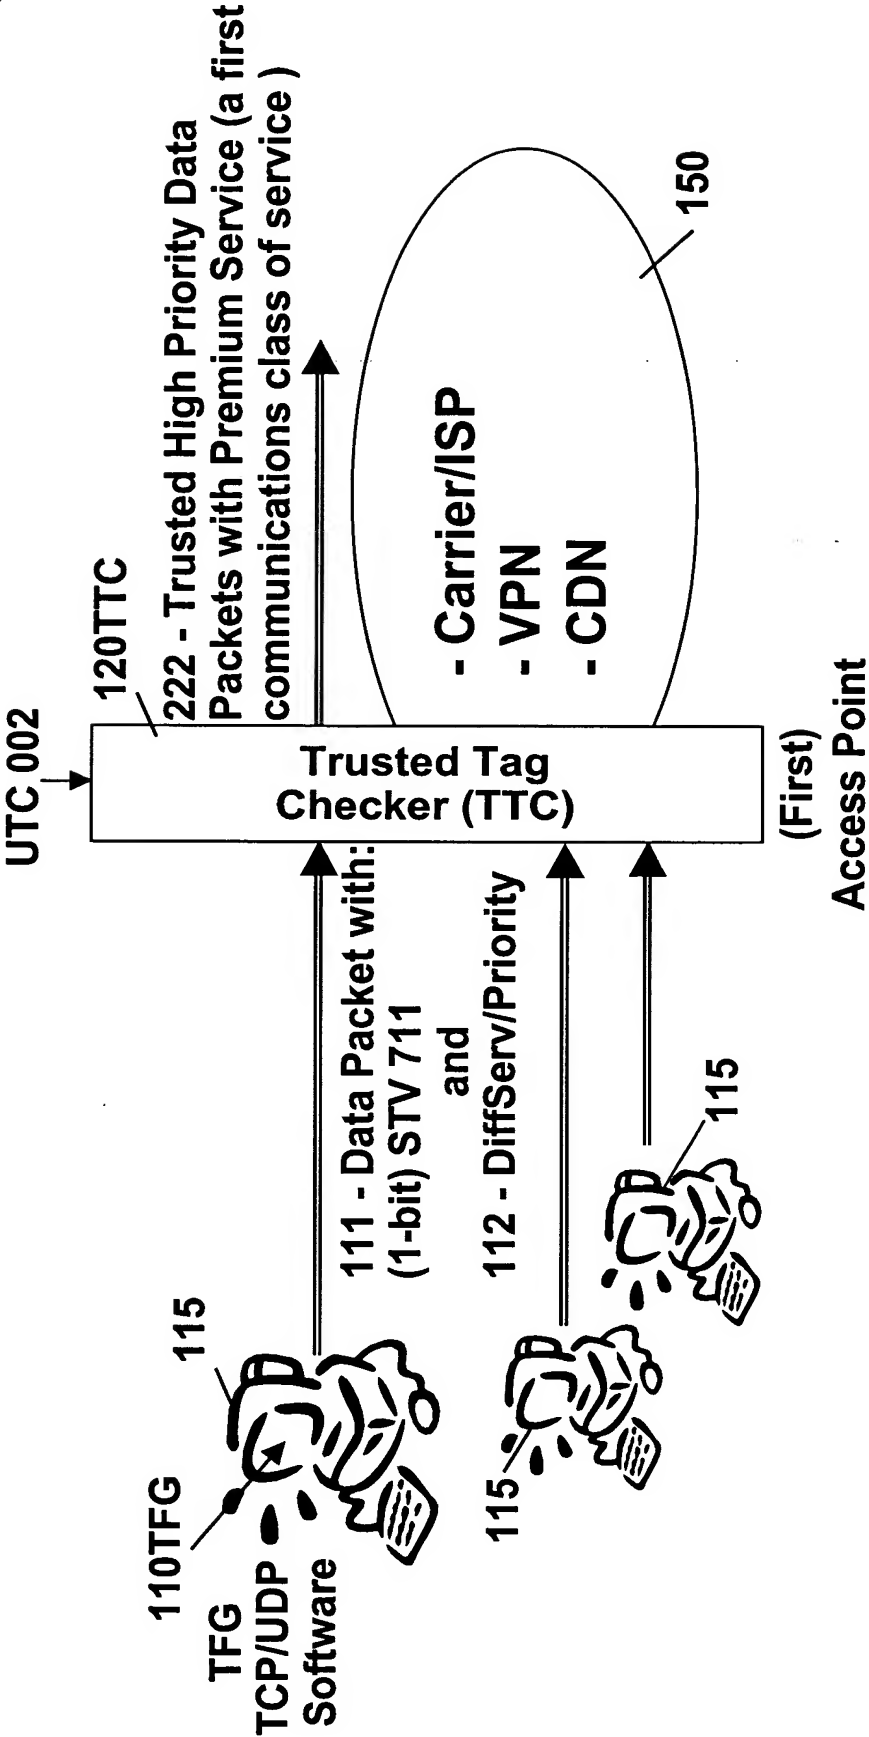 UTC 002
120TTC
222 - Trusted High Priority Data
Packets with Premium Service (a first
communications class of service )
Trusted Tag
Checker (TTC)
- Carrier/ISP
- VPN
- CDN
150
(First)
Access Point
111 - Data Packet with:
(1-bit) STV 711
and
112 - DiffServ/Priority
115
115
115
110TFG
TFG
TCP/UDP
Software